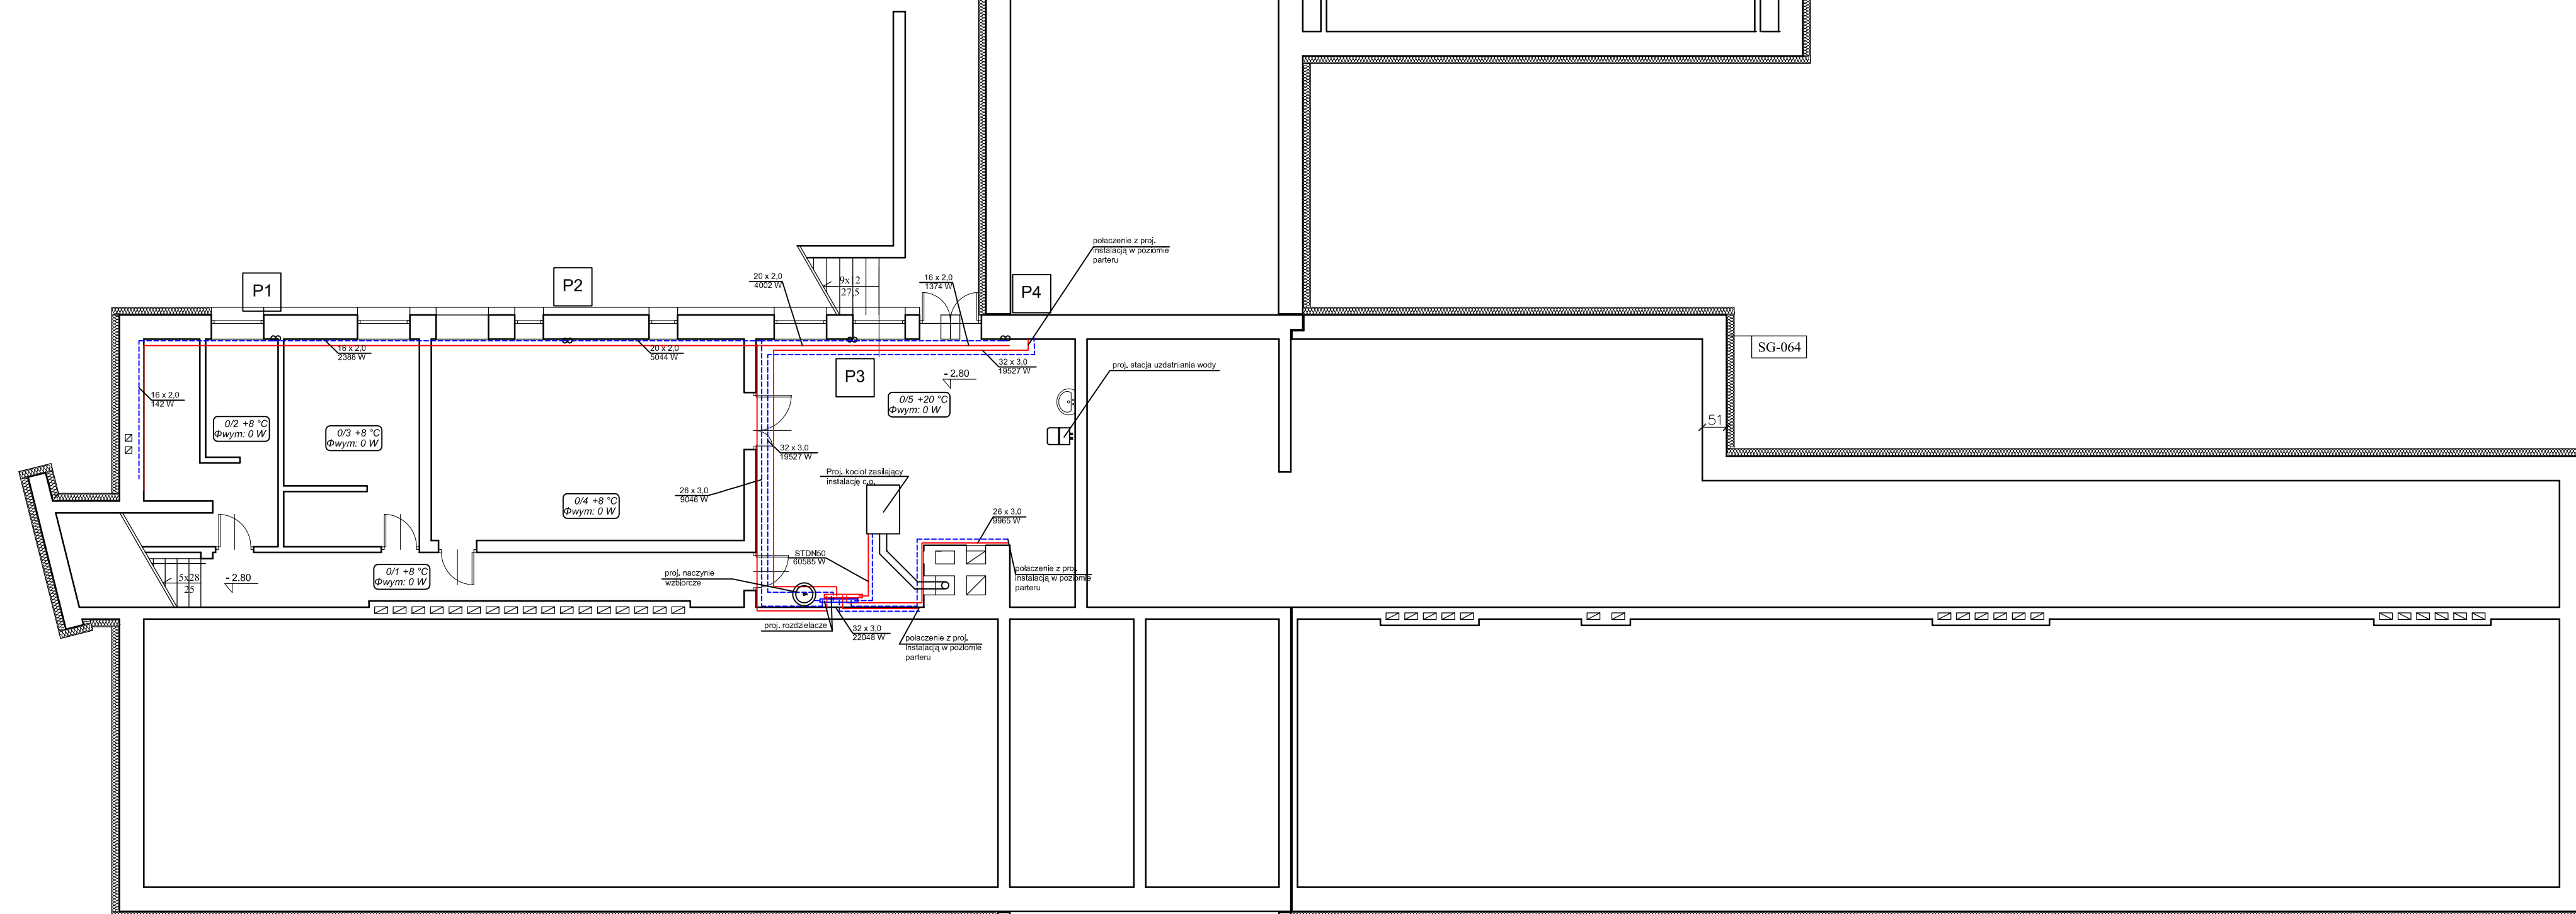 połaczenie z proj.
instalacją w poziomie
parteru
20 x 2,0
4002 W
9x12
27,5
16 x 2,0
1374 W
P1
P2
P4
SG-064
16 x 2,0
2388 W
20 x 2,0
5044 W
P3
32 x 3,0
19527 W
- 2.80
proj. stacja uzdatniania wody
16 x 2,0
142 W
0/5 +20 °C
Φwym: 0 W
51
0/2 +8 °C
Φwym: 0 W
0/3 +8 °C
Φwym: 0 W
32 x 3,0
19527 W
Proj. kocioł zasilający
instalację c.o.
26 x 3,0
9046 W
0/4 +8 °C
Φwym: 0 W
26 x 3,0
9965 W
STDN50
60585 W
0/1 +8 °C
Φwym: 0 W
5x28
25
- 2.80
proj. naczynie
wzbiorcze
połaczenie z proj.
instalacją w poziomie
parteru
proj. rozdzielacze
32 x 3,0
22048 W
połaczenie z proj.
instalacją w poziomie
parteru